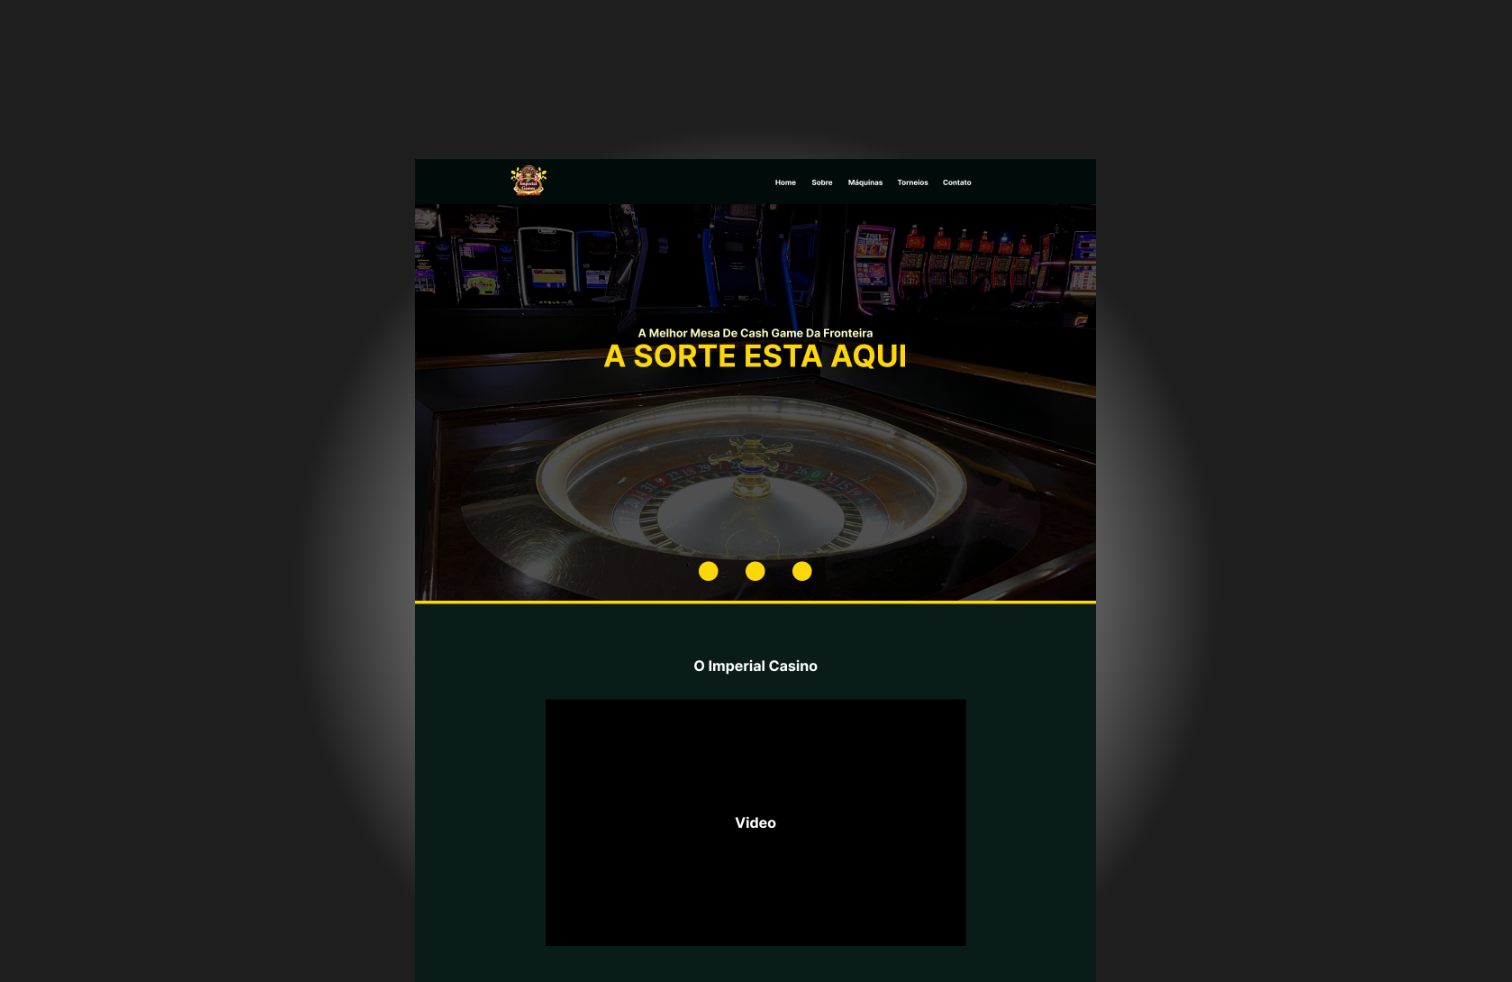 Imperial
Casino
Home Sobre Máquinas Torneios Contato
A Melhor Mesa De Cash Game Da Fronteira
A SORTE ESTA AQUI
O Imperial Casino
Video